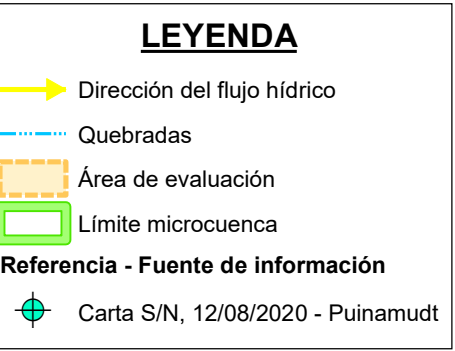 LEYENDA
Dirección del flujo hídrico
Quebradas
Área de evaluación
Límite microcuenca
Referencia - Fuente de información
Carta S/N, 12/08/2020 - Puinamudt